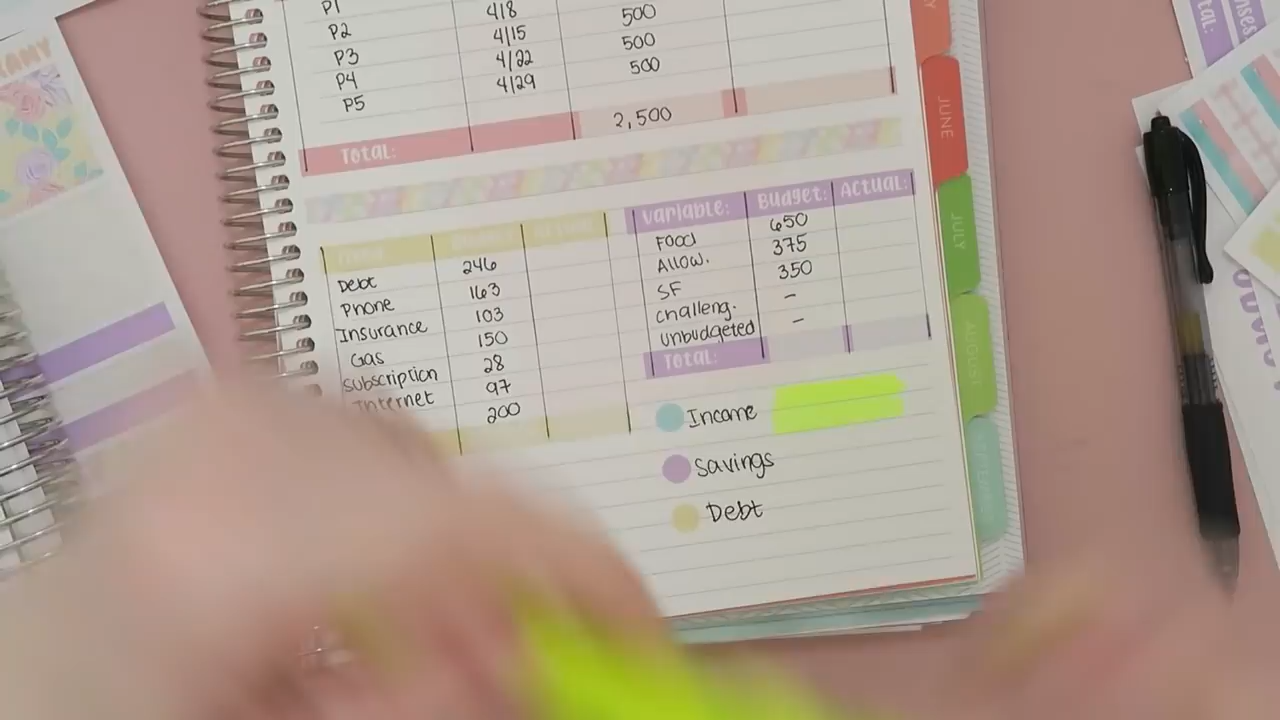 P1 4/8 500
P2 4/15 500
P3 4/22 500
P4 4/29
P5
Total: 2,500
Debt 246
Phone 163
Insurance 103
Gas 150
Subscription 28
Internet 97
200
Variable: Budget: Actual:
Food 650
Allow. 375
SF 350
Challeng. -
Unbudgeted -
Total:
Income
Savings
Debt
JUNE
JULY
AUGUST